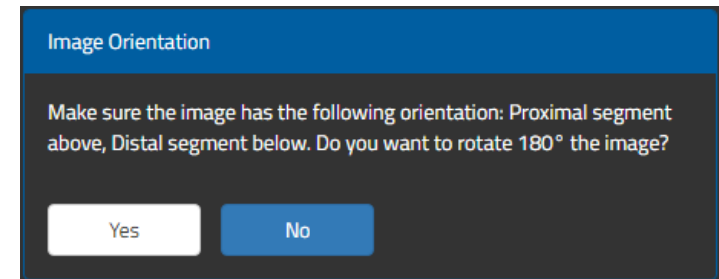 Image Orientation
Make sure the image has the following orientation: Proximal segment
above, Distal segment below. Do you want to rotate 180° the image?
Yes
No